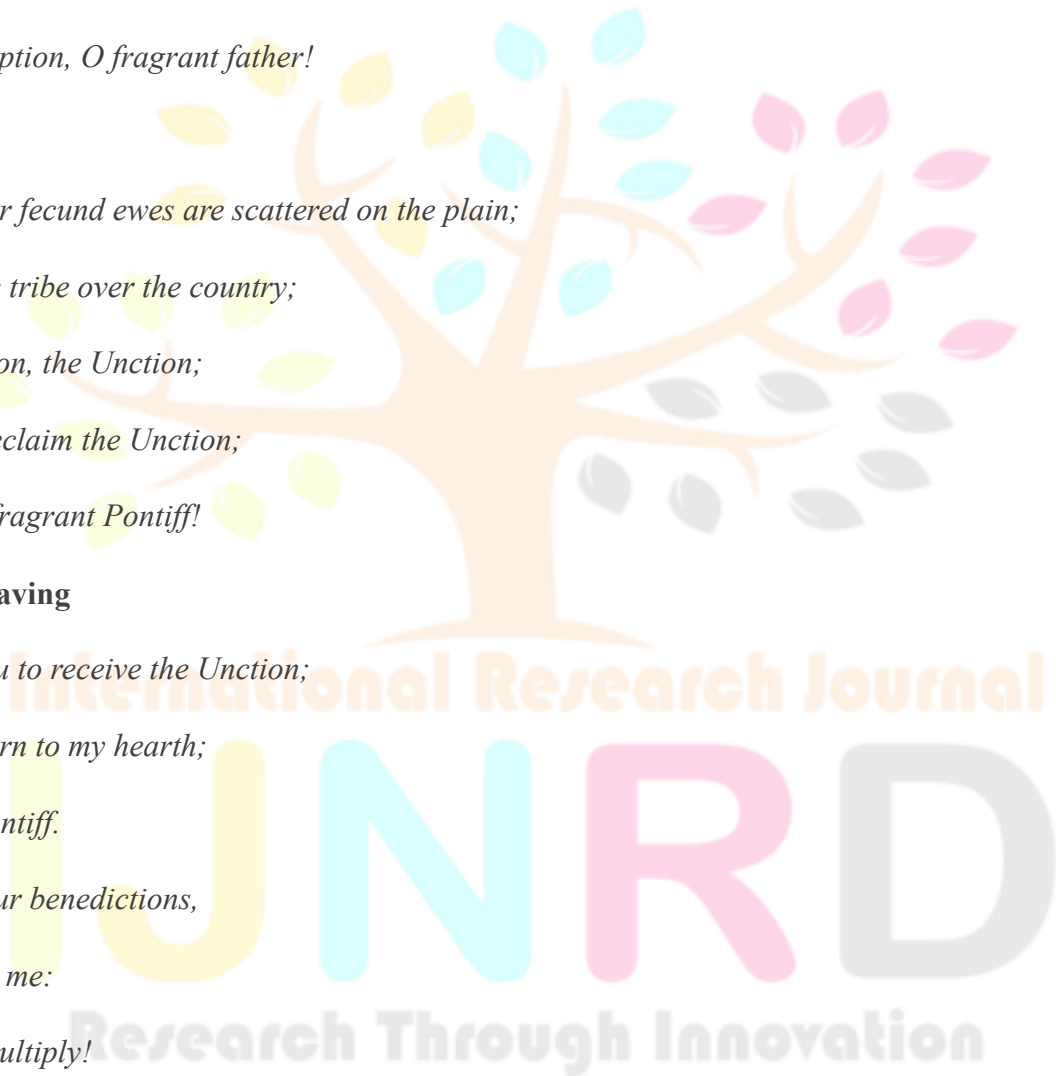 ption, O fragrant father!
r fecund ewes are scattered on the plain;
tribe over the country;
on, the Unction;
eclaim the Unction;
fragrant Pontiff!
aving
u to receive the Unction;
International Research Journal
rn to my hearth;
ntiff.
IJNRD
ur benedictions,
me:
Research Through Innovation
ultiply!